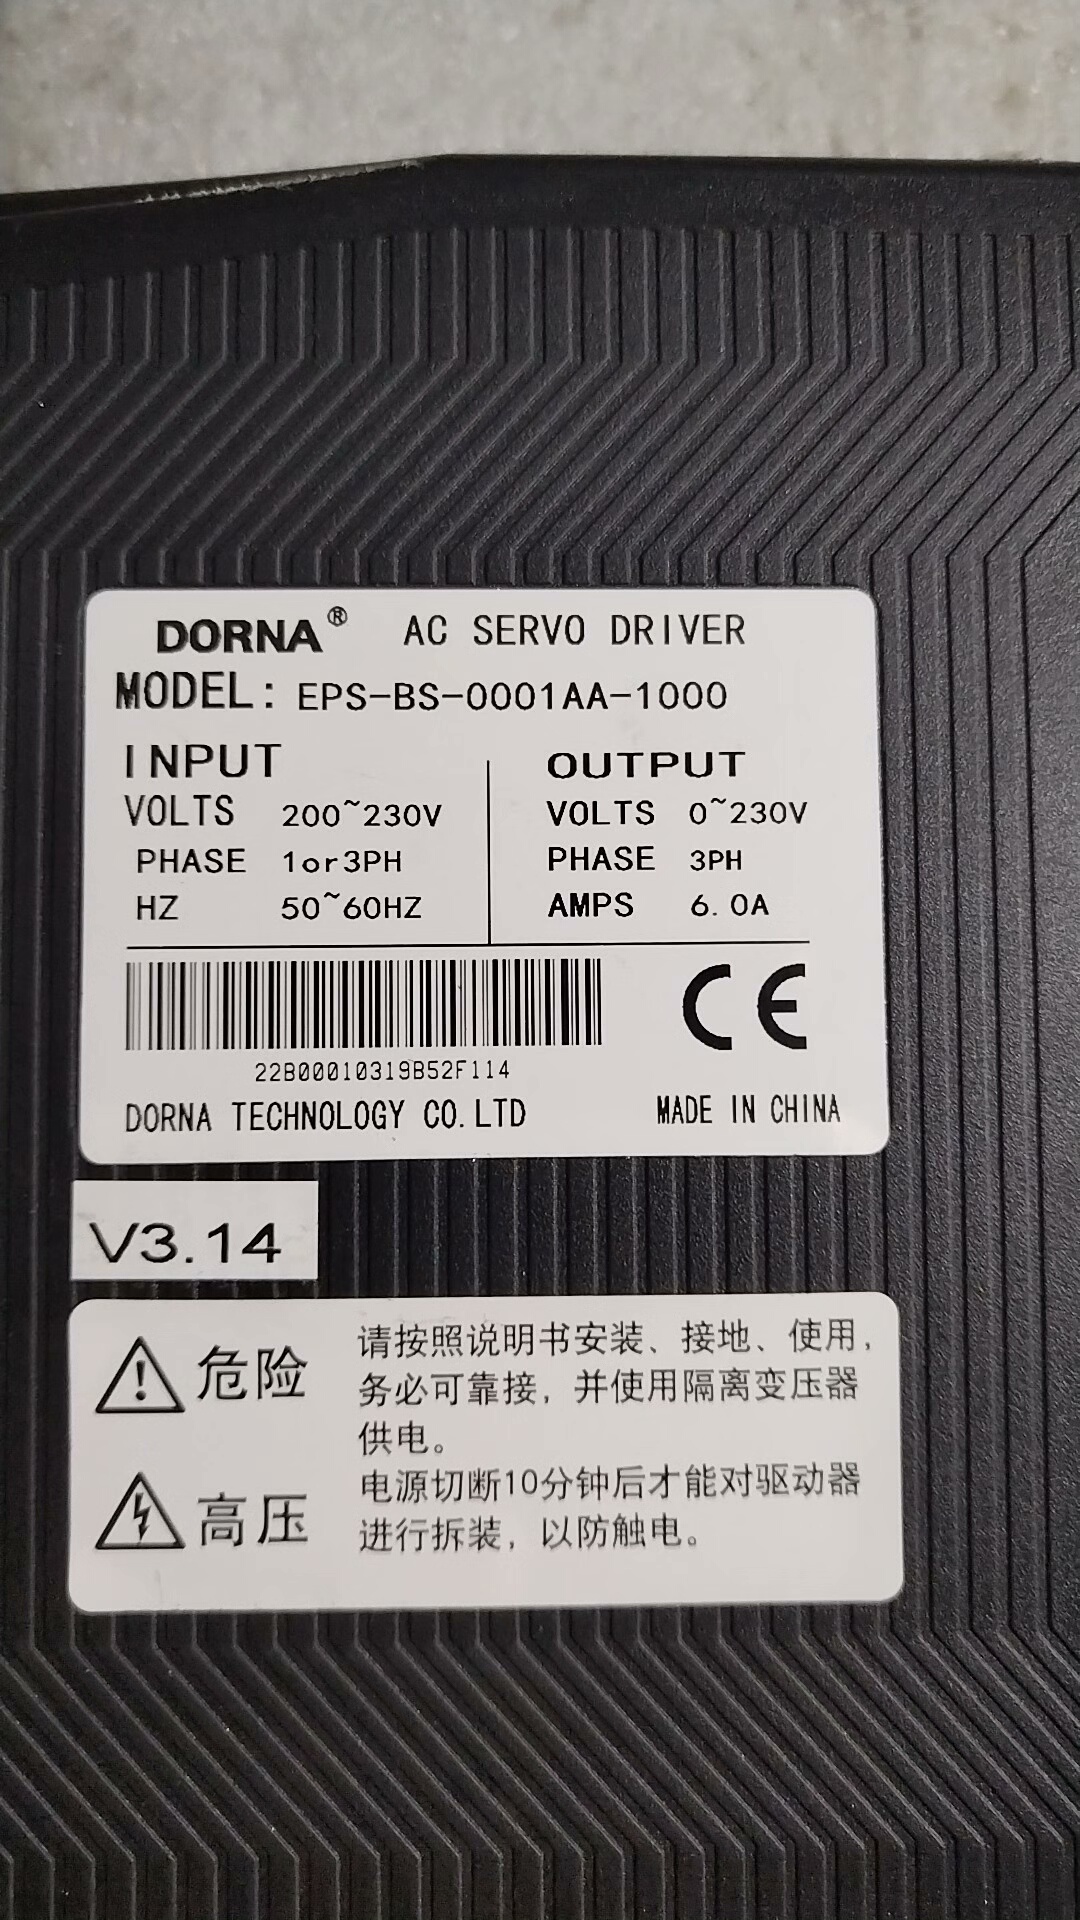 DORNA® AC SERVO DRIVER
MODEL: EPS-BS-0001AA-1000
INPUT
VOLTS 200~230V
PHASE 1or3PH
HZ 50~60HZ
OUTPUT
VOLTS 0~230V
PHASE 3PH
AMPS 6.0A
CE
22B00010319B52F114
DORNA TECHNOLOGY CO.LTD MADE IN CHINA
V3.14
危险
请按照说明书安装、接地、使用，
务必可靠接，并使用隔离变压器
供电。
高压
电源切断10分钟后才能对驱动器
进行拆装，以防触电。